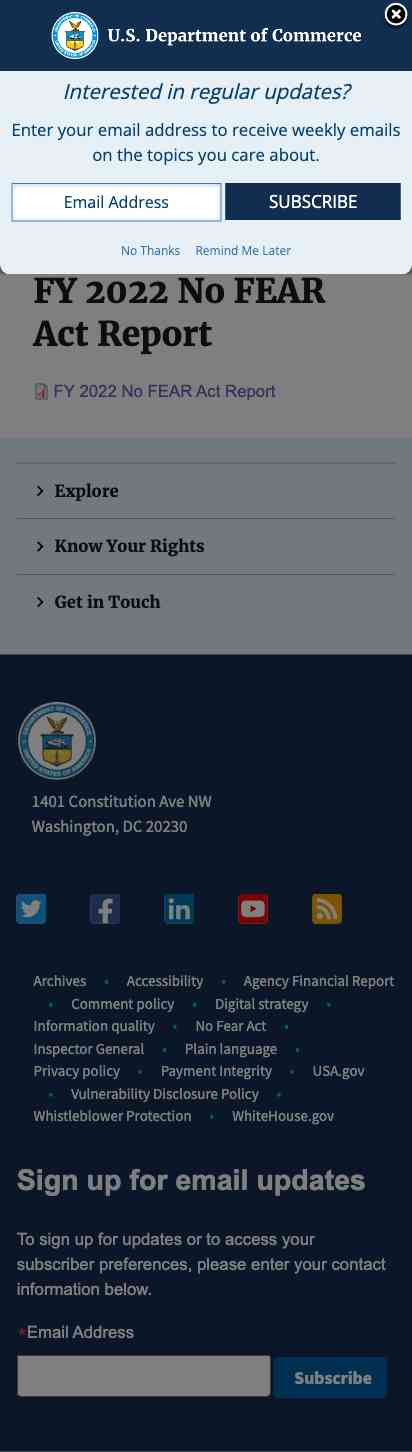 U.S. Department of Commerce
Interested in regular updates?
Enter your email address to receive weekly emails
on the topics you care about.
Email Address
SUBSCRIBE
No Thanks Remind Me Later
FY 2022 No FEAR
Act Report
FY 2022 No FEAR Act Report
Explore
Know Your Rights
Get in Touch
1401 Constitution Ave NW
Washington, DC 20230
Archives • Accessibility • Agency Financial Report
• Comment policy • Digital strategy •
Information quality • No Fear Act •
Inspector General • Plain language •
Privacy policy • Payment Integrity • USA.gov
• Vulnerability Disclosure Policy •
Whistleblower Protection • WhiteHouse.gov
Sign up for email updates
To sign up for updates or to access your
subscriber preferences, please enter your contact
information below.
*Email Address
Subscribe